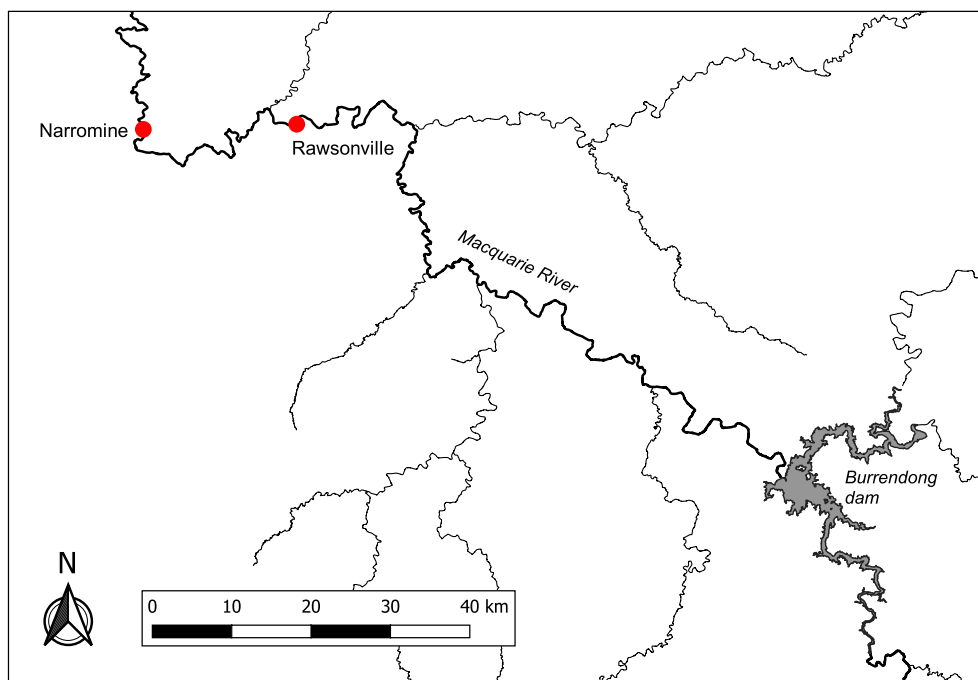 Narromine
Rawsonville
Macquarie River
Burrendong
dam
N
0 10 20 30 40 km